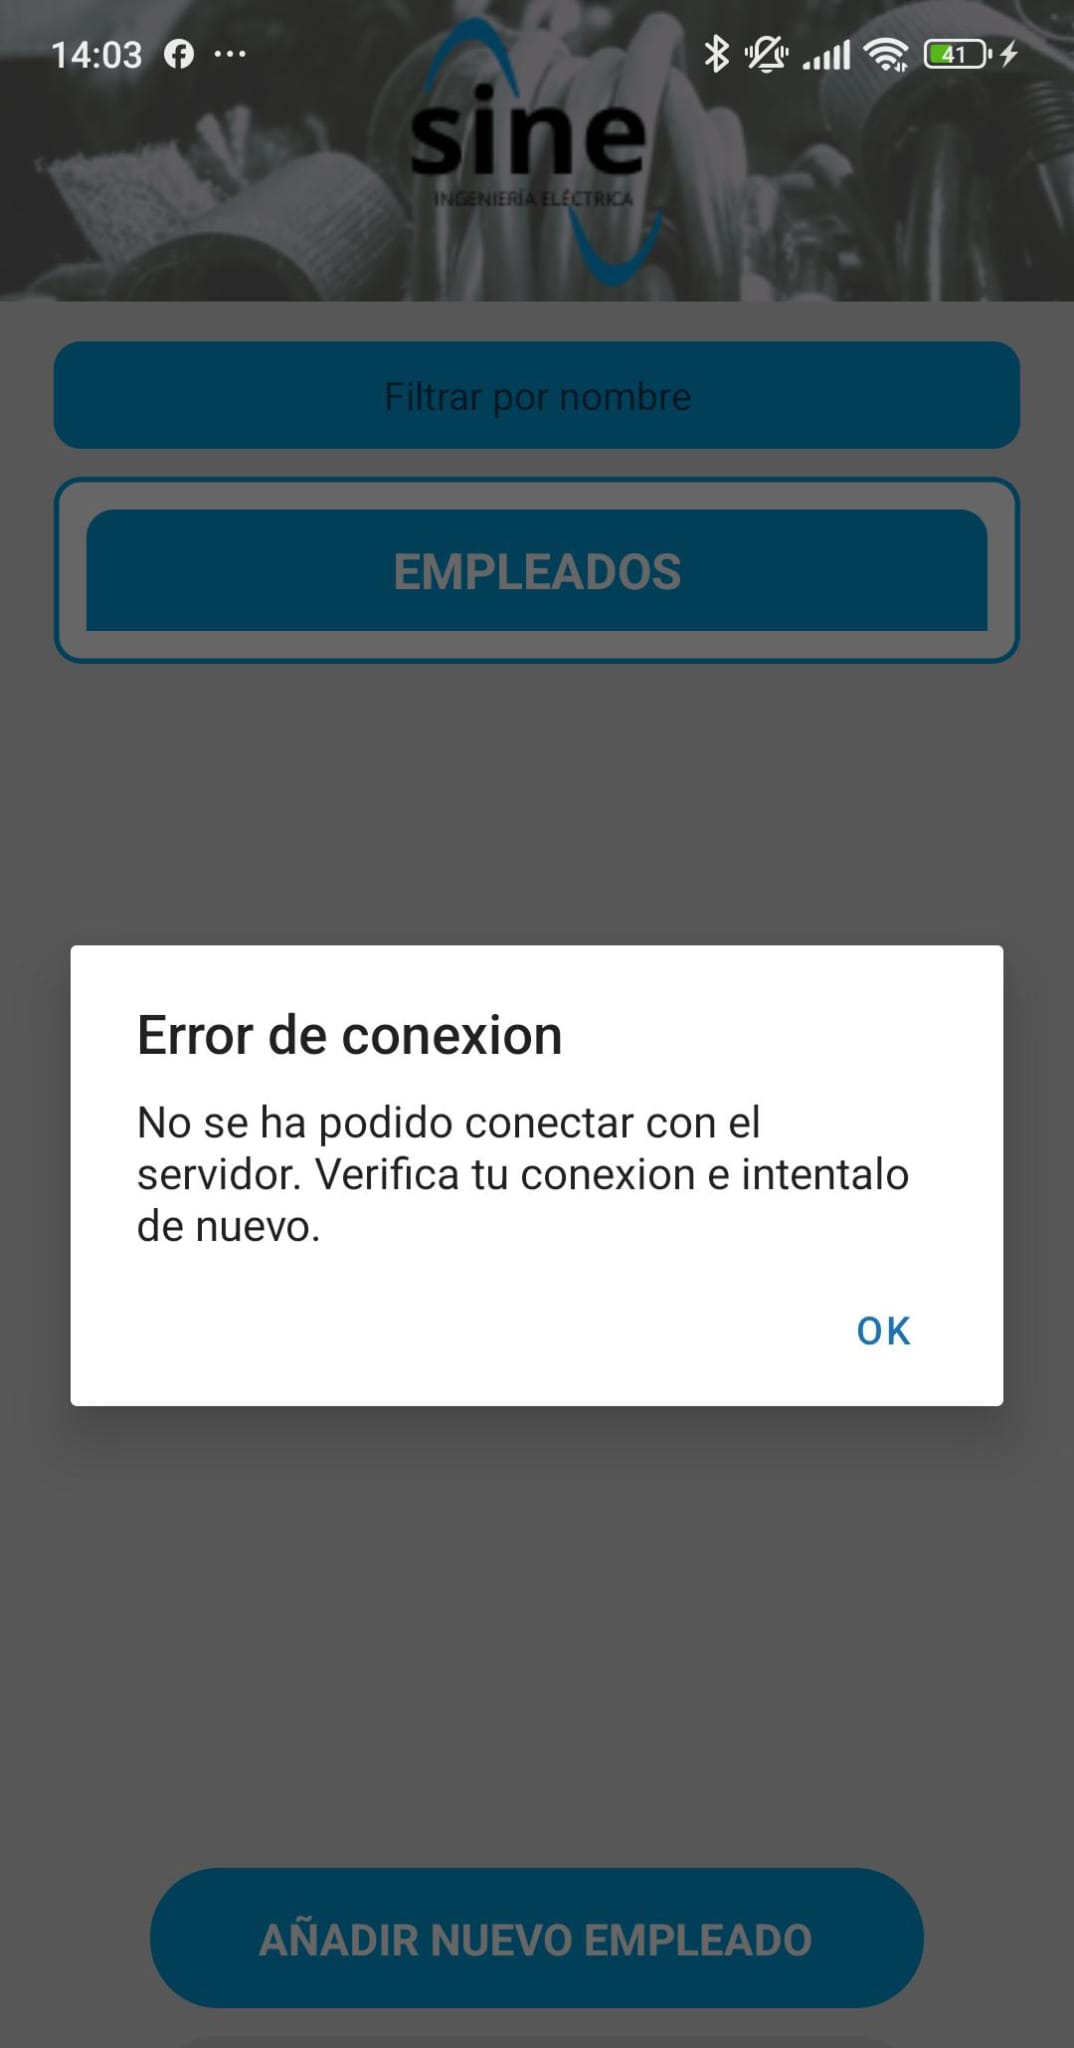 14:03
41
sine
INGENIERÍA ELÉCTRICA
Filtrar por nombre
EMPLEADOS
Error de conexion
No se ha podido conectar con el
servidor. Verifica tu conexion e intentalo
de nuevo.
OK
AÑADIR NUEVO EMPLEADO